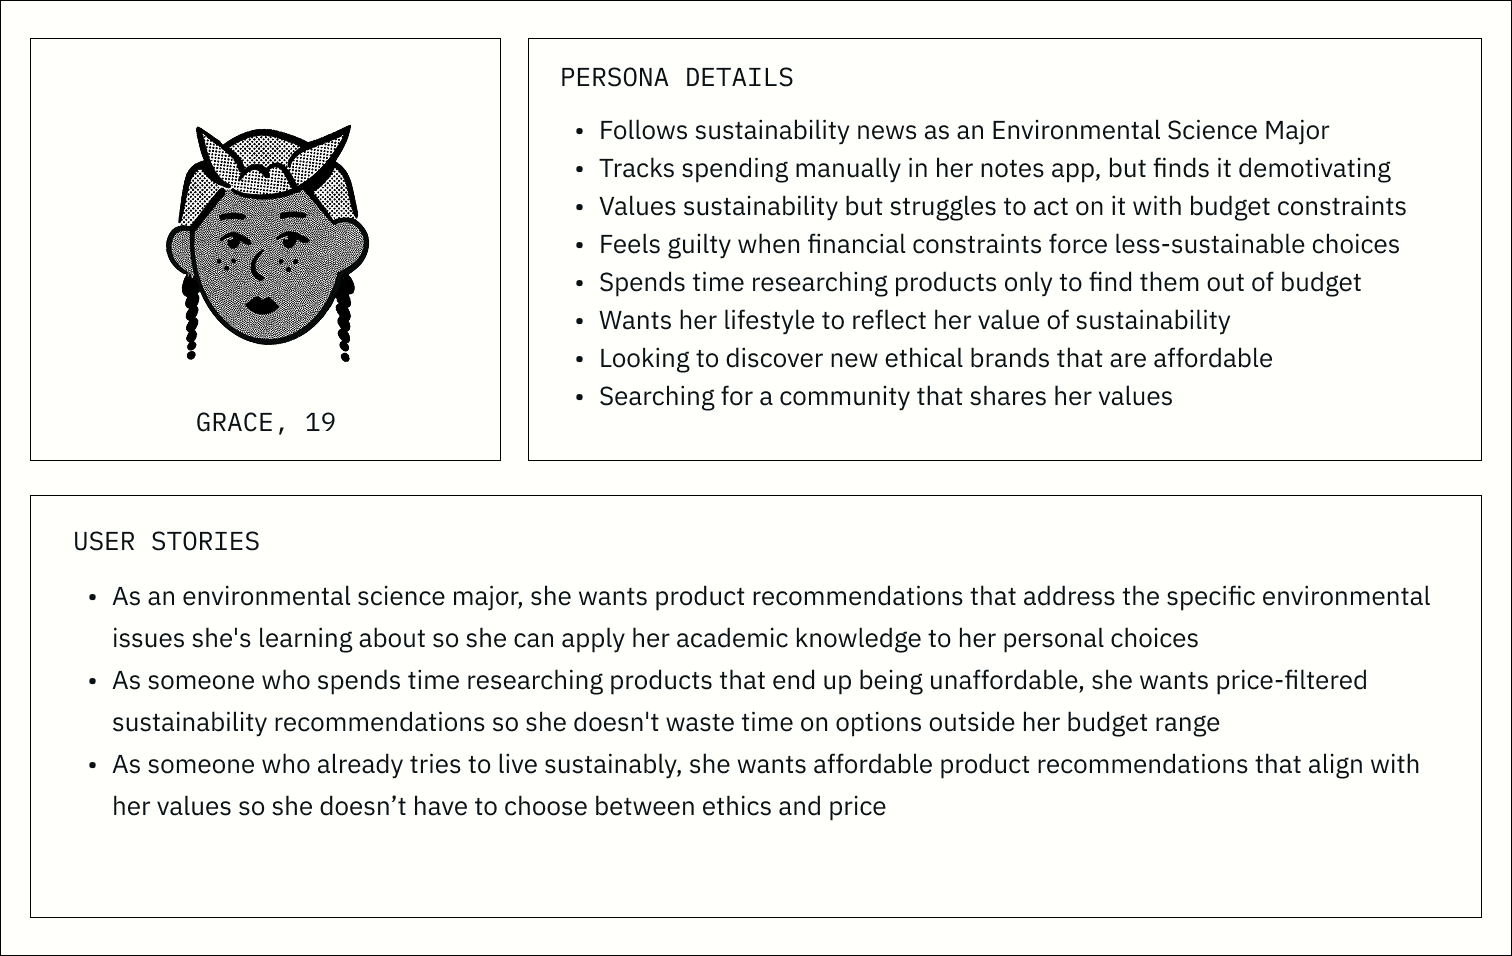 GRACE, 19
PERSONA DETAILS
• Follows sustainability news as an Environmental Science Major
• Tracks spending manually in her notes app, but finds it demotivating
• Values sustainability but struggles to act on it with budget constraints
• Feels guilty when financial constraints force less-sustainable choices
• Spends time researching products only to find them out of budget
• Wants her lifestyle to reflect her value of sustainability
• Looking to discover new ethical brands that are affordable
• Searching for a community that shares her values
USER STORIES
• As an environmental science major, she wants product recommendations that address the specific environmental
issues she's learning about so she can apply her academic knowledge to her personal choices
• As someone who spends time researching products that end up being unaffordable, she wants price-filtered
sustainability recommendations so she doesn't waste time on options outside her budget range
• As someone who already tries to live sustainably, she wants affordable product recommendations that align with
her values so she doesn’t have to choose between ethics and price